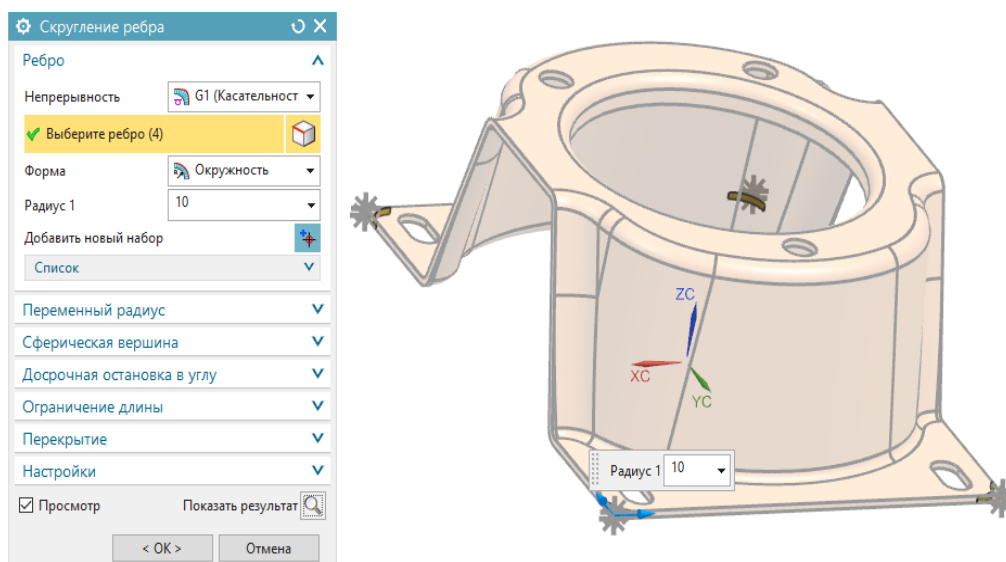 Скругление ребра
Ребро
Непрерывность G1 (Касательност
Выберите ребро (4)
Форма Окружность
Радиус 1 10
Добавить новый набор
Список
Переменный радиус
Сферическая вершина
Досрочная остановка в углу
Ограничение длины
Перекрытие
Настройки
Просмотр Показать результат
< OK > Отмена
ZC
XC
YC
Радиус 1 10